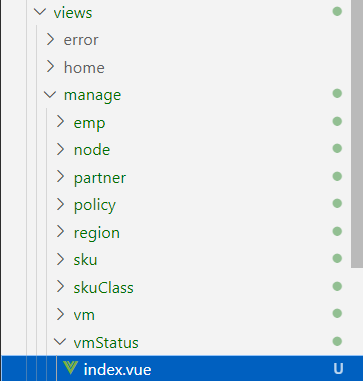 views
error
home
manage
emp
node
partner
policy
region
sku
skuClass
vm
vmStatus
index.vue U